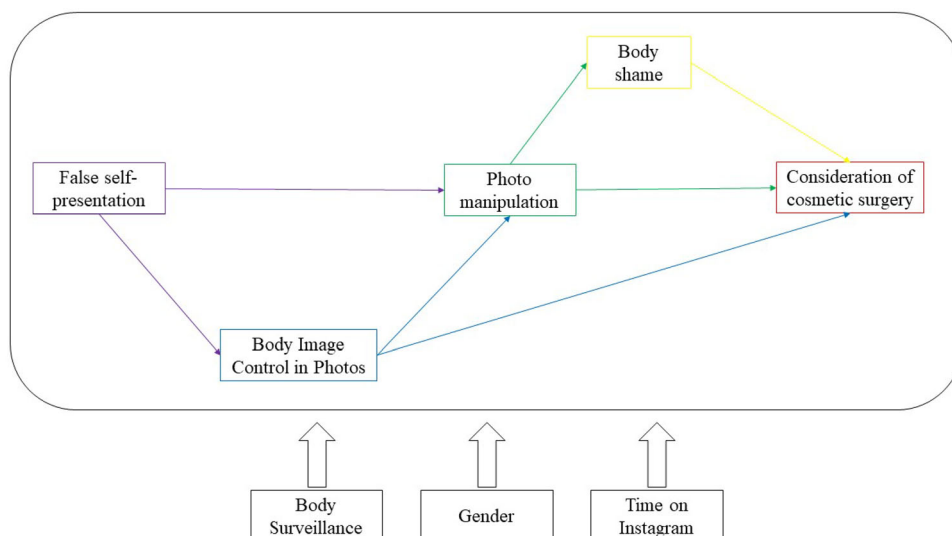 Body
shame
False self-
presentation
Photo
manipulation
Consideration of
cosmetic surgery
Body Image
Control in Photos
Body
Surveillance
Gender
Time on
Instagram